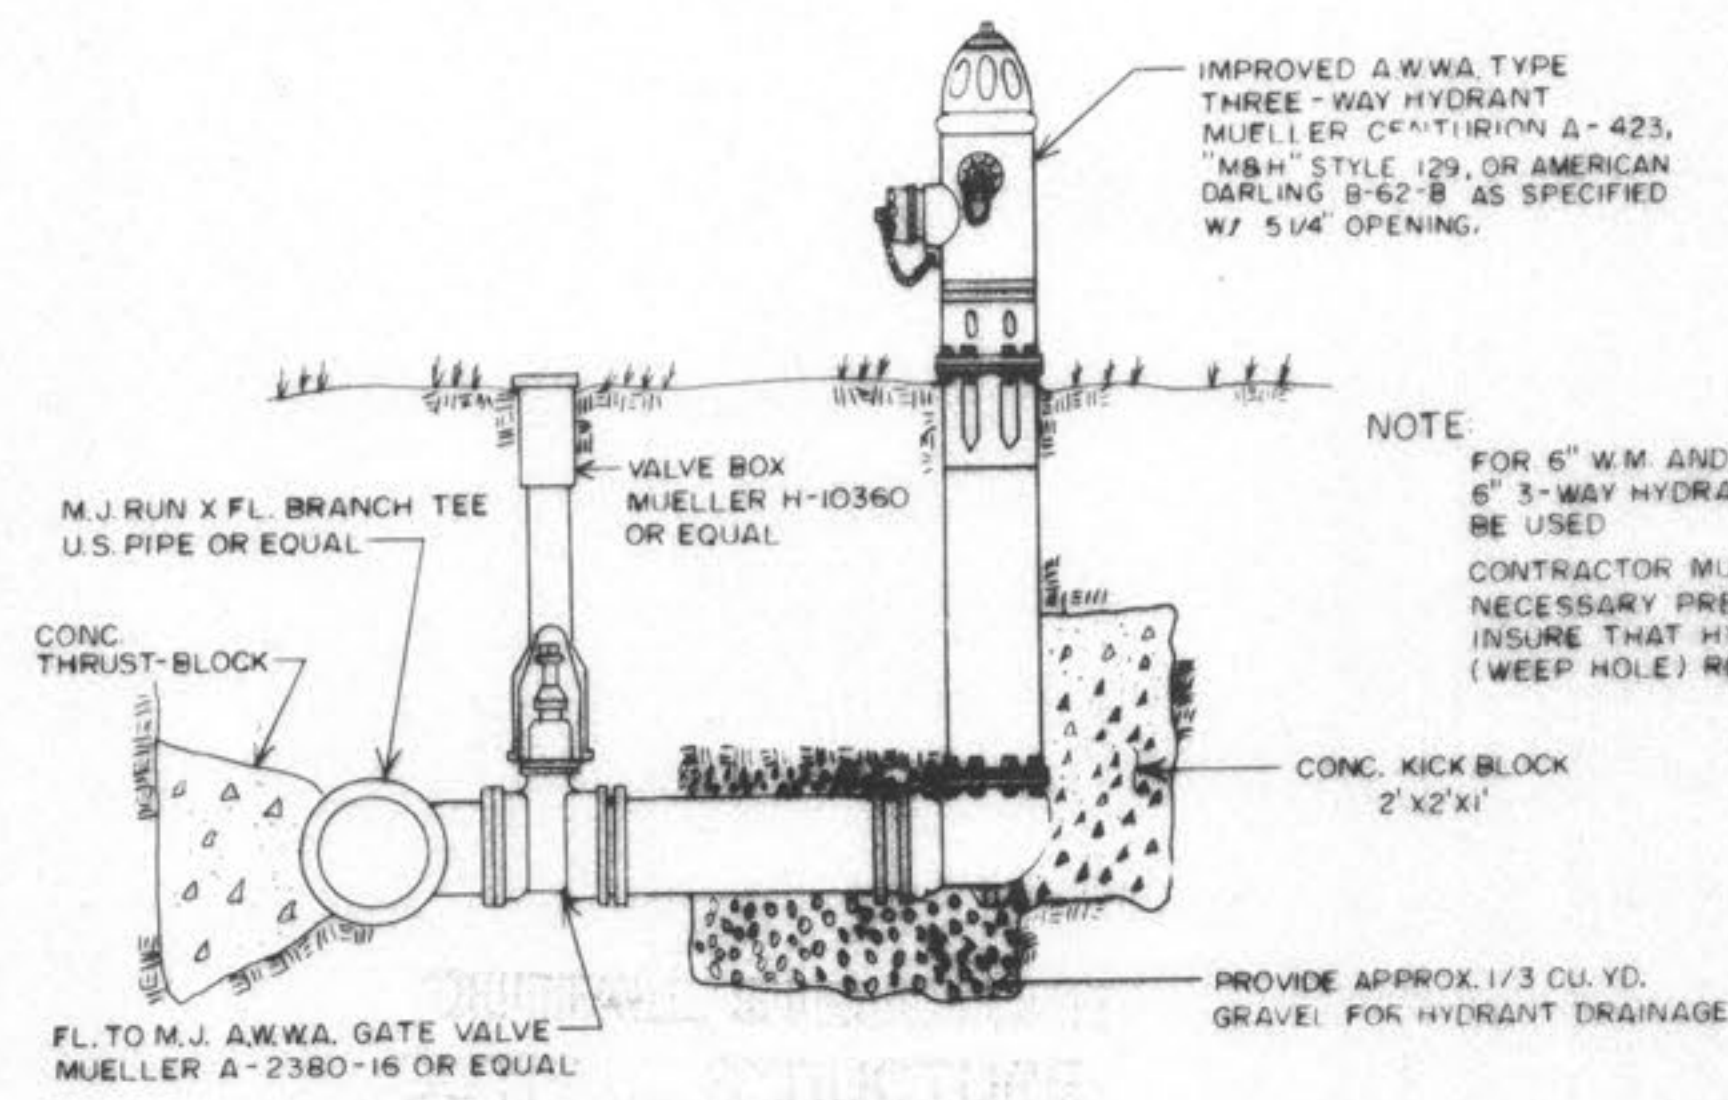 IMPROVED A.W.W.A. TYPE
THREE-WAY HYDRANT
MUELLER CENTURION A-423,
"M&H" STYLE 129, OR AMERICAN
DARLING B-62-B AS SPECIFIED
W/ 5 1/4" OPENING.
NOTE:
FOR 6" W.M. AND
6" 3-WAY HYDRA
BE USED
CONTRACTOR MU
NECESSARY PRE
INSURE THAT H
(WEEP HOLE) R
VALVE BOX
MUELLER H-10360
OR EQUAL
M.J. RUN X FL. BRANCH TEE
U.S. PIPE OR EQUAL
CONC.
THRUST-BLOCK
CONC. KICK BLOCK
2'X2'X1'
PROVIDE APPROX. 1/3 CU. YD.
GRAVEL FOR HYDRANT DRAINAGE
FL. TO M.J. A.W.W.A. GATE VALVE
MUELLER A-2380-16 OR EQUAL